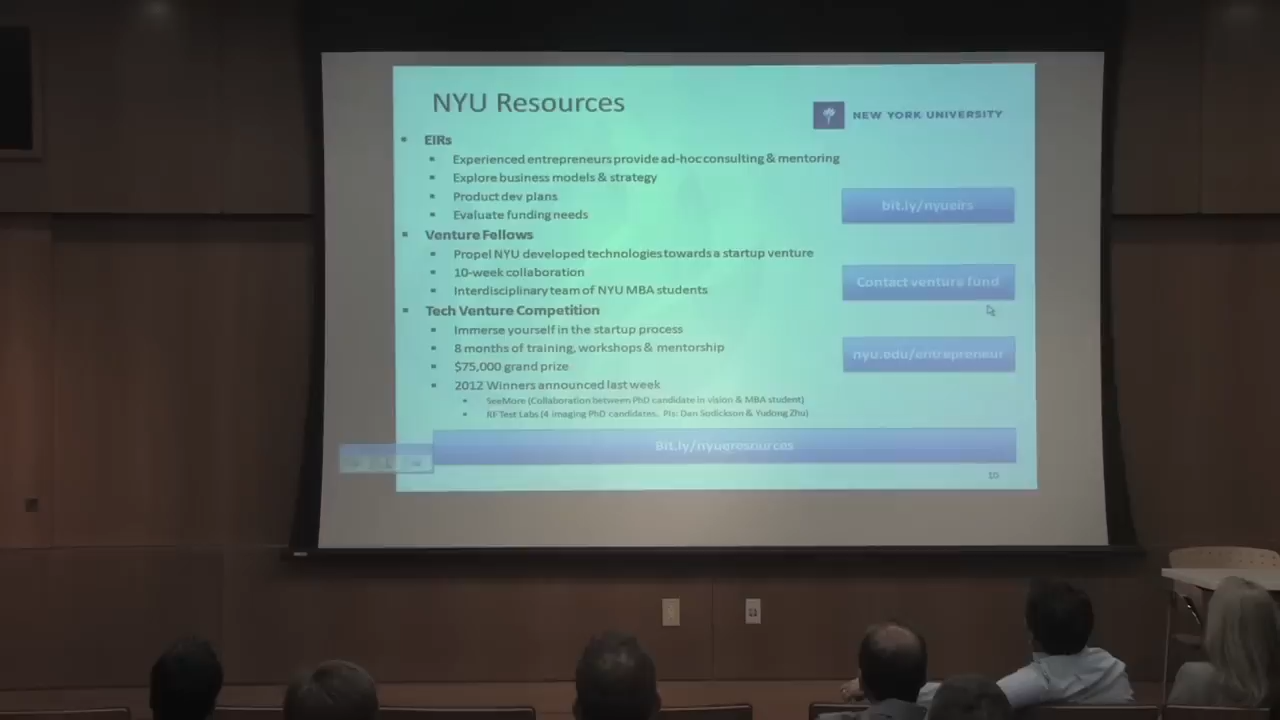 NYU Resources
NEW YORK UNIVERSITY
EIRs
Experienced entrepreneurs provide ad-hoc consulting & mentoring
Explore business models & strategy
Product dev plans
Evaluate funding needs
bit.ly/nyueirs
Venture Fellows
Propel NYU developed technologies towards a startup venture
10-week collaboration
Interdisciplinary team of NYU MBA students
Contact venture fund
Tech Venture Competition
Immerse yourself in the startup process
8 months of training, workshops & mentorship
$75,000 grand prize
2012 Winners announced last week
nyu.edu/entrepreneur
SeeMore (Collaboration between PhD candidate in vision & MBA student)
RF Test Labs (4 imaging PhD candidates. PIs: Dan Sodickson & Yudong Zhu)
Bit.ly/nyueresources
10